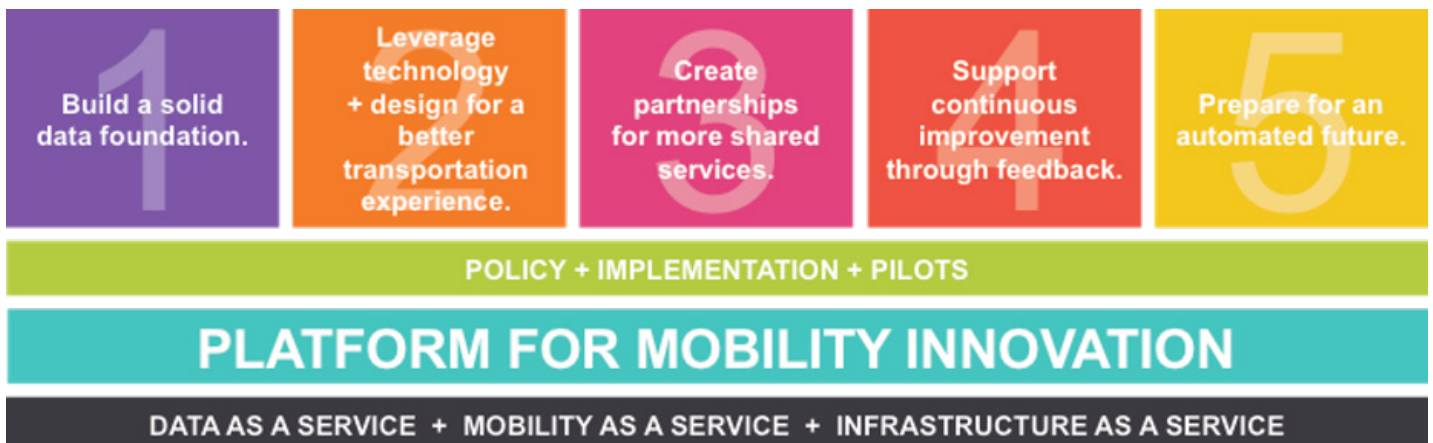 1
Build a solid
data foundation.
2
Leverage
technology
+ design for a
better
transportation
experience.
3
Create
partnerships
for more shared
services.
4
Support
continuous
improvement
through feedback.
5
Prepare for an
automated future.
POLICY + IMPLEMENTATION + PILOTS
PLATFORM FOR MOBILITY INNOVATION
DATA AS A SERVICE + MOBILITY AS A SERVICE + INFRASTRUCTURE AS A SERVICE